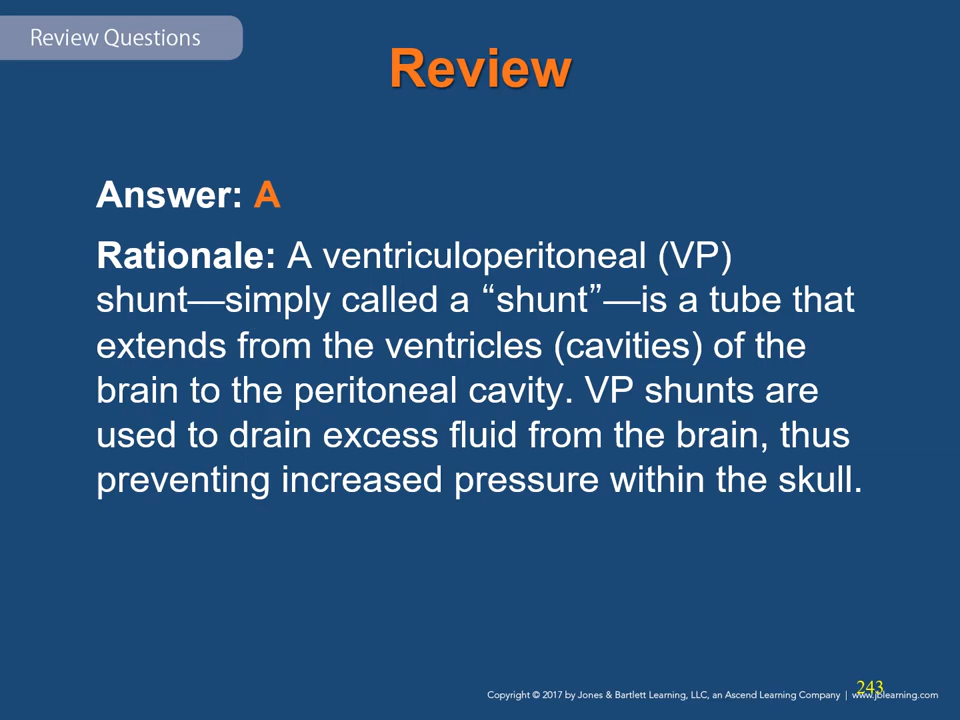 Review Questions
Review
Answer: A
Rationale: A ventriculoperitoneal (VP)
shunt—simply called a “shunt”—is a tube that
extends from the ventricles (cavities) of the
brain to the peritoneal cavity. VP shunts are
used to drain excess fluid from the brain, thus
preventing increased pressure within the skull.
243
Copyright © 2017 by Jones & Bartlett Learning, LLC, an Ascend Learning Company | www.jblearning.com